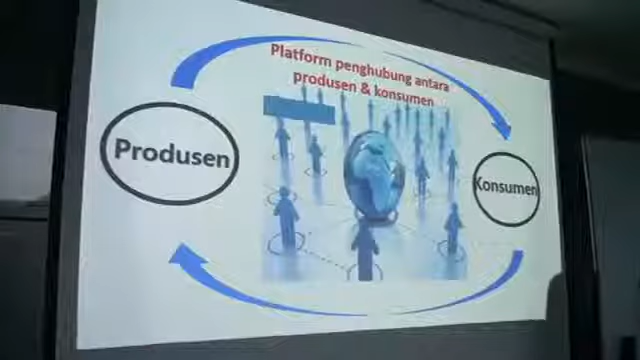 Platform penghubung antara
produsen & konsumen
Produsen
Konsumen